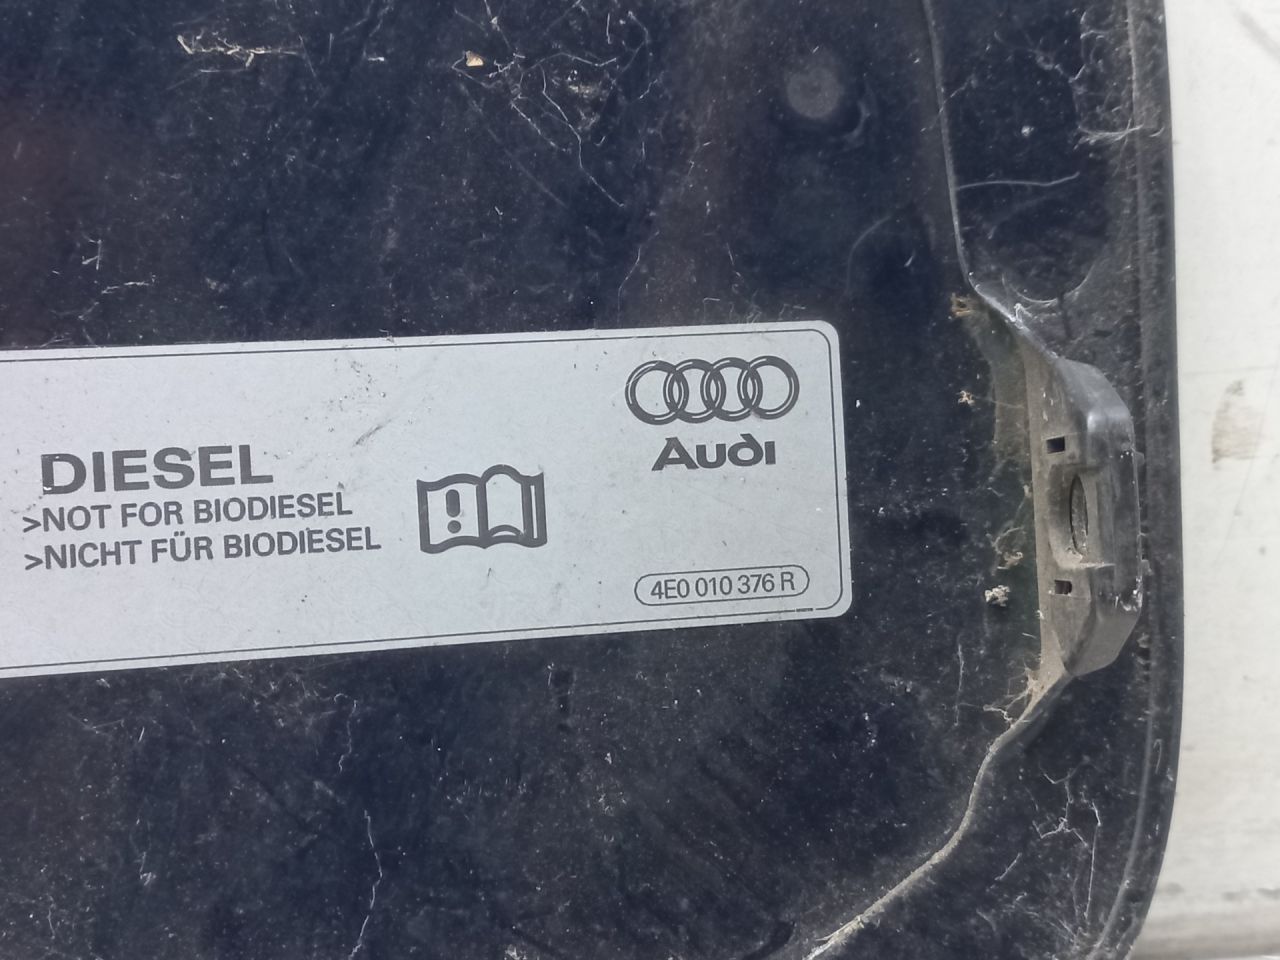 Audi
DIESEL
>NOT FOR BIODIESEL
>NICHT FÜR BIODIESEL
4E0 010 376 R